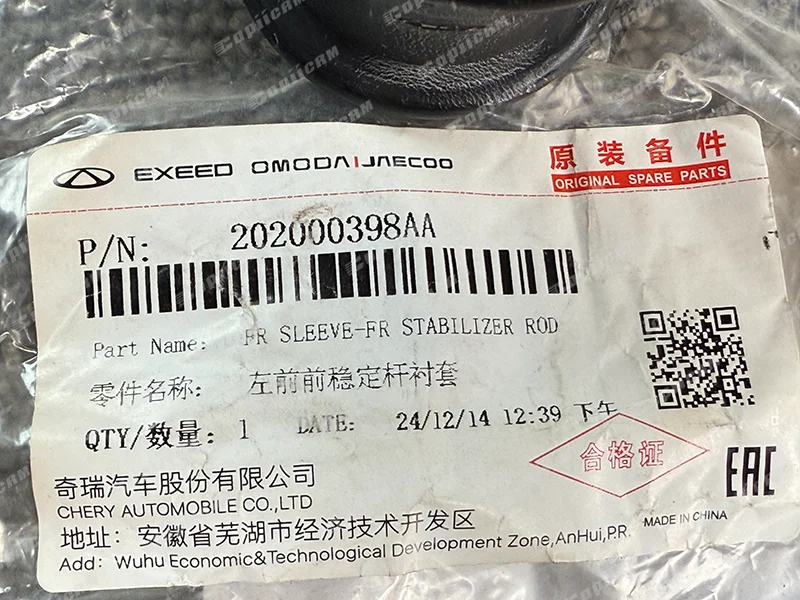 EXEED OMODA|JAECOO
原装备件
ORIGINAL SPARE PARTS
P/N: 202000398AA
Part Name: FR SLEEVE-FR STABILIZER ROD
零件名称: 左前前稳定杆衬套
QTY/数量: 1 DATE: 24/12/14 12:39 下午
合格证
EAC
奇瑞汽车股份有限公司
CHERY AUTOMOBILE CO.,LTD
地址: 安徽省芜湖市经济技术开发区
MADE IN CHINA
Add: Wuhu Economic&Technological Development Zone,AnHui,P.R.
CopiiCAM